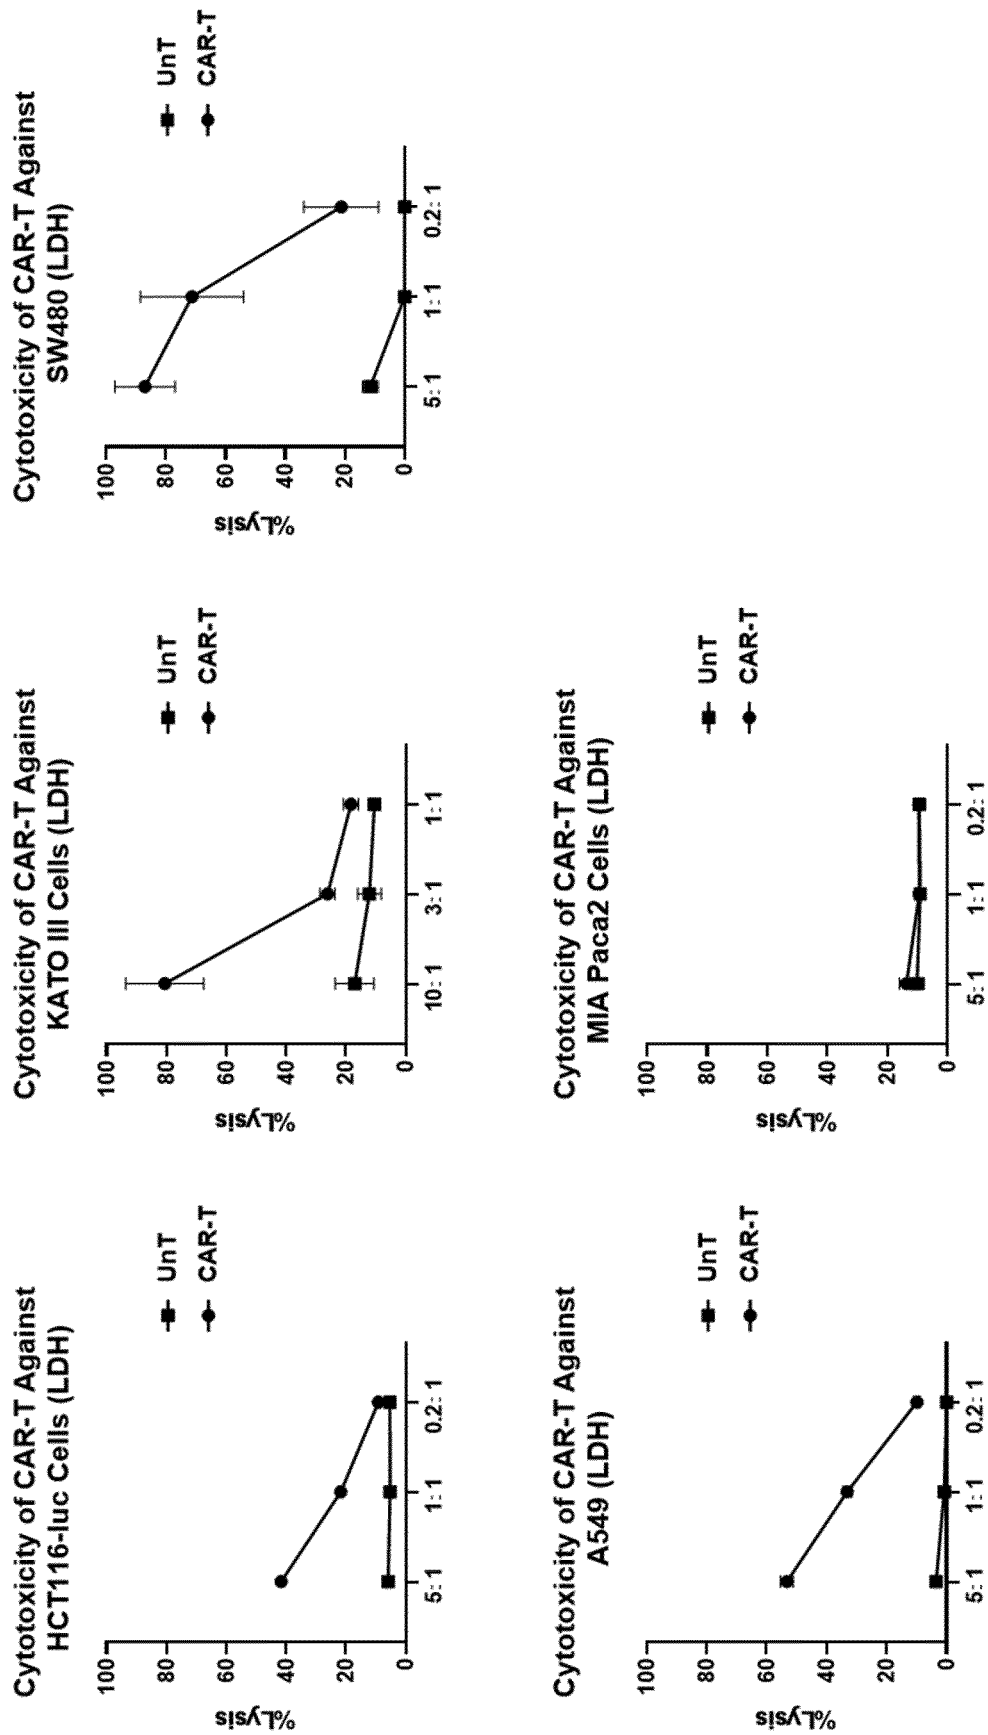 Cytotoxicity of CAR-T Against
HCT116-luc Cells (LDH)
%Lysis
100
80
60
40
20
0
5:1
1:1
0.2:1
UnT
CAR-T
Cytotoxicity of CAR-T Against
KATO III Cells (LDH)
%Lysis
100
80
60
40
20
0
10:1
3:1
1:1
UnT
CAR-T
Cytotoxicity of CAR-T Against
SW480 (LDH)
%Lysis
100
80
60
40
20
0
5:1
1:1
0.2:1
UnT
CAR-T
Cytotoxicity of CAR-T Against
A549 (LDH)
%Lysis
100
80
60
40
20
0
5:1
1:1
0.2:1
UnT
CAR-T
Cytotoxicity of CAR-T Against
MIA Paca2 Cells (LDH)
%Lysis
100
80
60
40
20
0
5:1
1:1
0.2:1
UnT
CAR-T